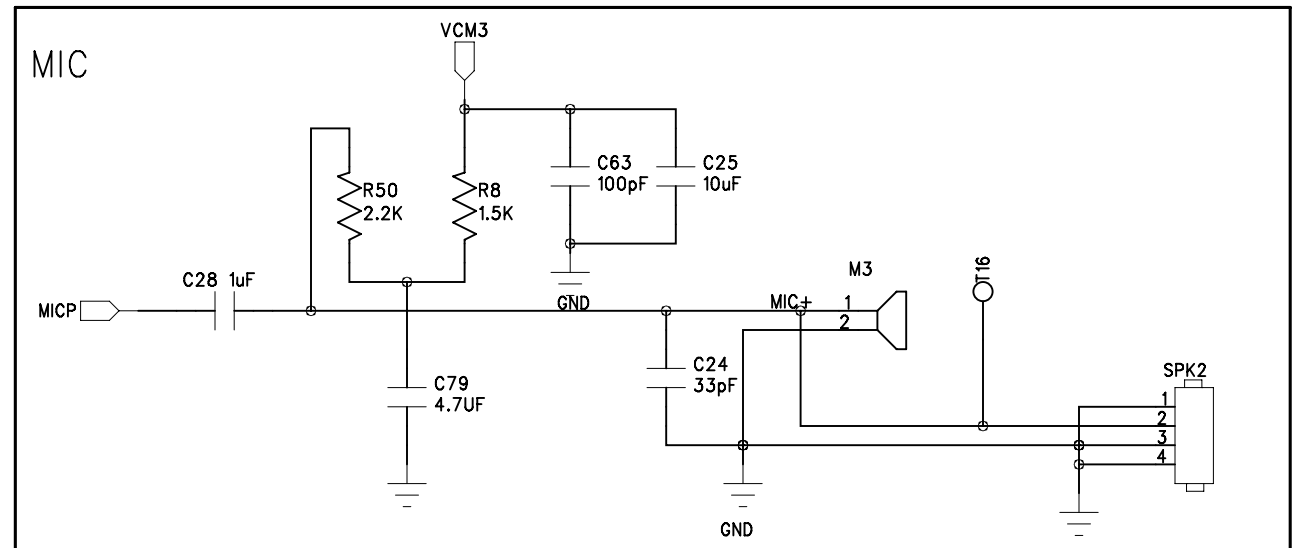 VCM3
MIC
C63
100pF
C25
10uF
R50
2.2K
R8
1.5K
C28 1uF
MICP
GND
MIC+
M3
1
2
T16
C24
33pF
C79
4.7UF
SPK2
1
2
3
4
GND